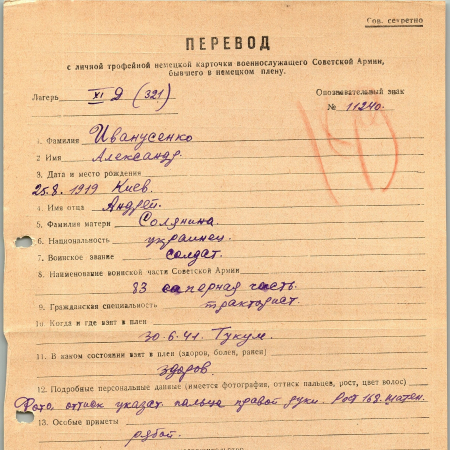 Сов. секретно
ПЕРЕВОД
с личной трофейной немецкой карточки военнослужащего Советской Армии,
бывшего в немецком плену.
Лагерь XI Д (321)
Опознавательный знак
№ 11240.
1. Фамилия Иванусенко
2 Имя Александр.
3. Дата и место рождения
25.8. 1919 Киев.
4. Имя отца Андрей.
5. Фамилия матери Солянина.
6. Национальность украинец.
7. Воинское звание солдат.
8. Наименование воинской части Советской Армии
83 саперная часть.
9. Гражданская специальность тракторист.
10 Когда и где взят в плен
30.6.41. Тукум.
11. В каком состоянии взят в плен (здоров, болен, ранен)
здоров.
12. Подробные персональные данные (имеется фотография, оттиск пальцев, рост, цвет волос)
Фото, оттиск указат. пальца правой руки. Рост 168. шатен.
13. Особые приметы
рябой.